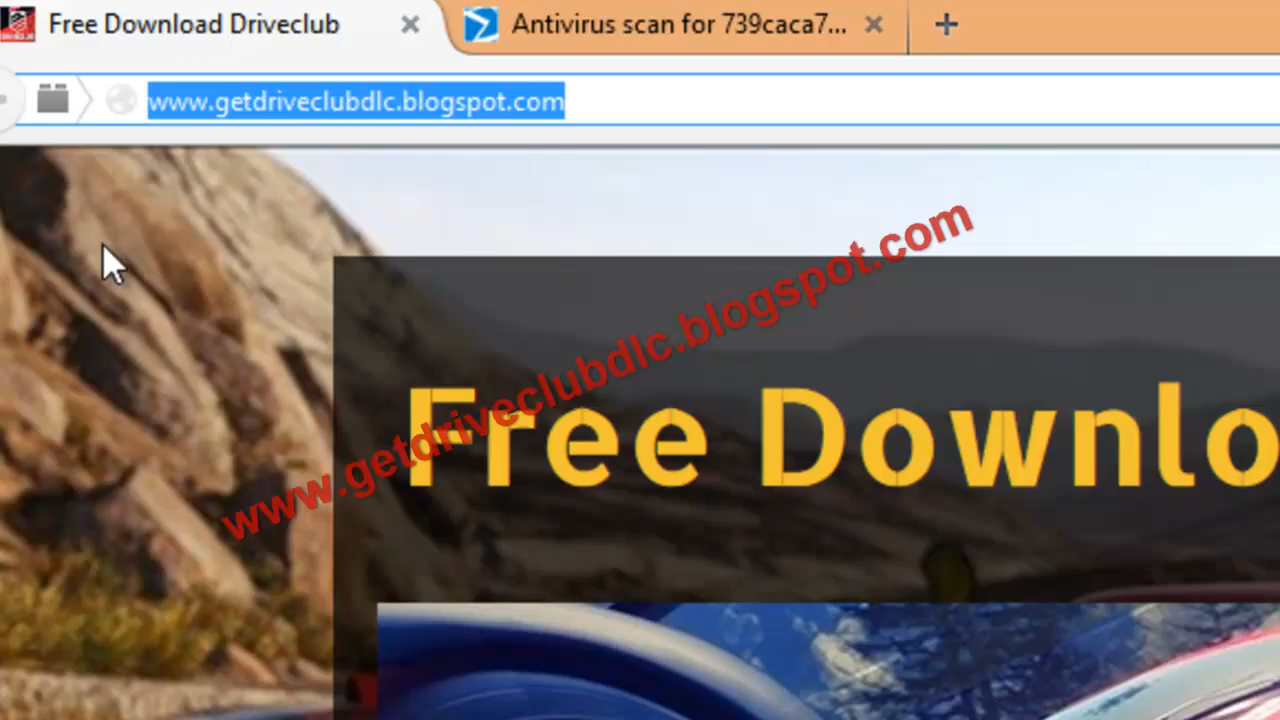 Free Download Driveclub
Antivirus scan for 739caca7...
www.getdriveclubdlc.blogspot.com
www.getdriveclubdlc.blogspot.com
Free Downlo